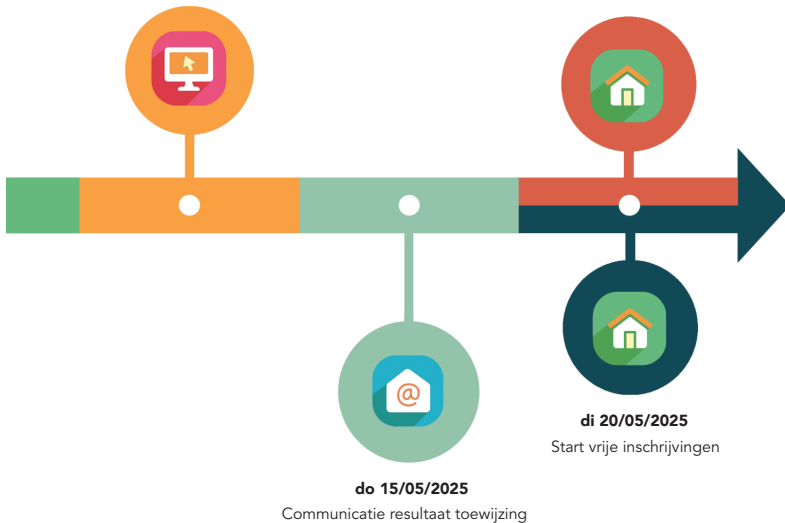 @
di 20/05/2025
Start vrije inschrijvingen
do 15/05/2025
Communicatie resultaat toewijzing